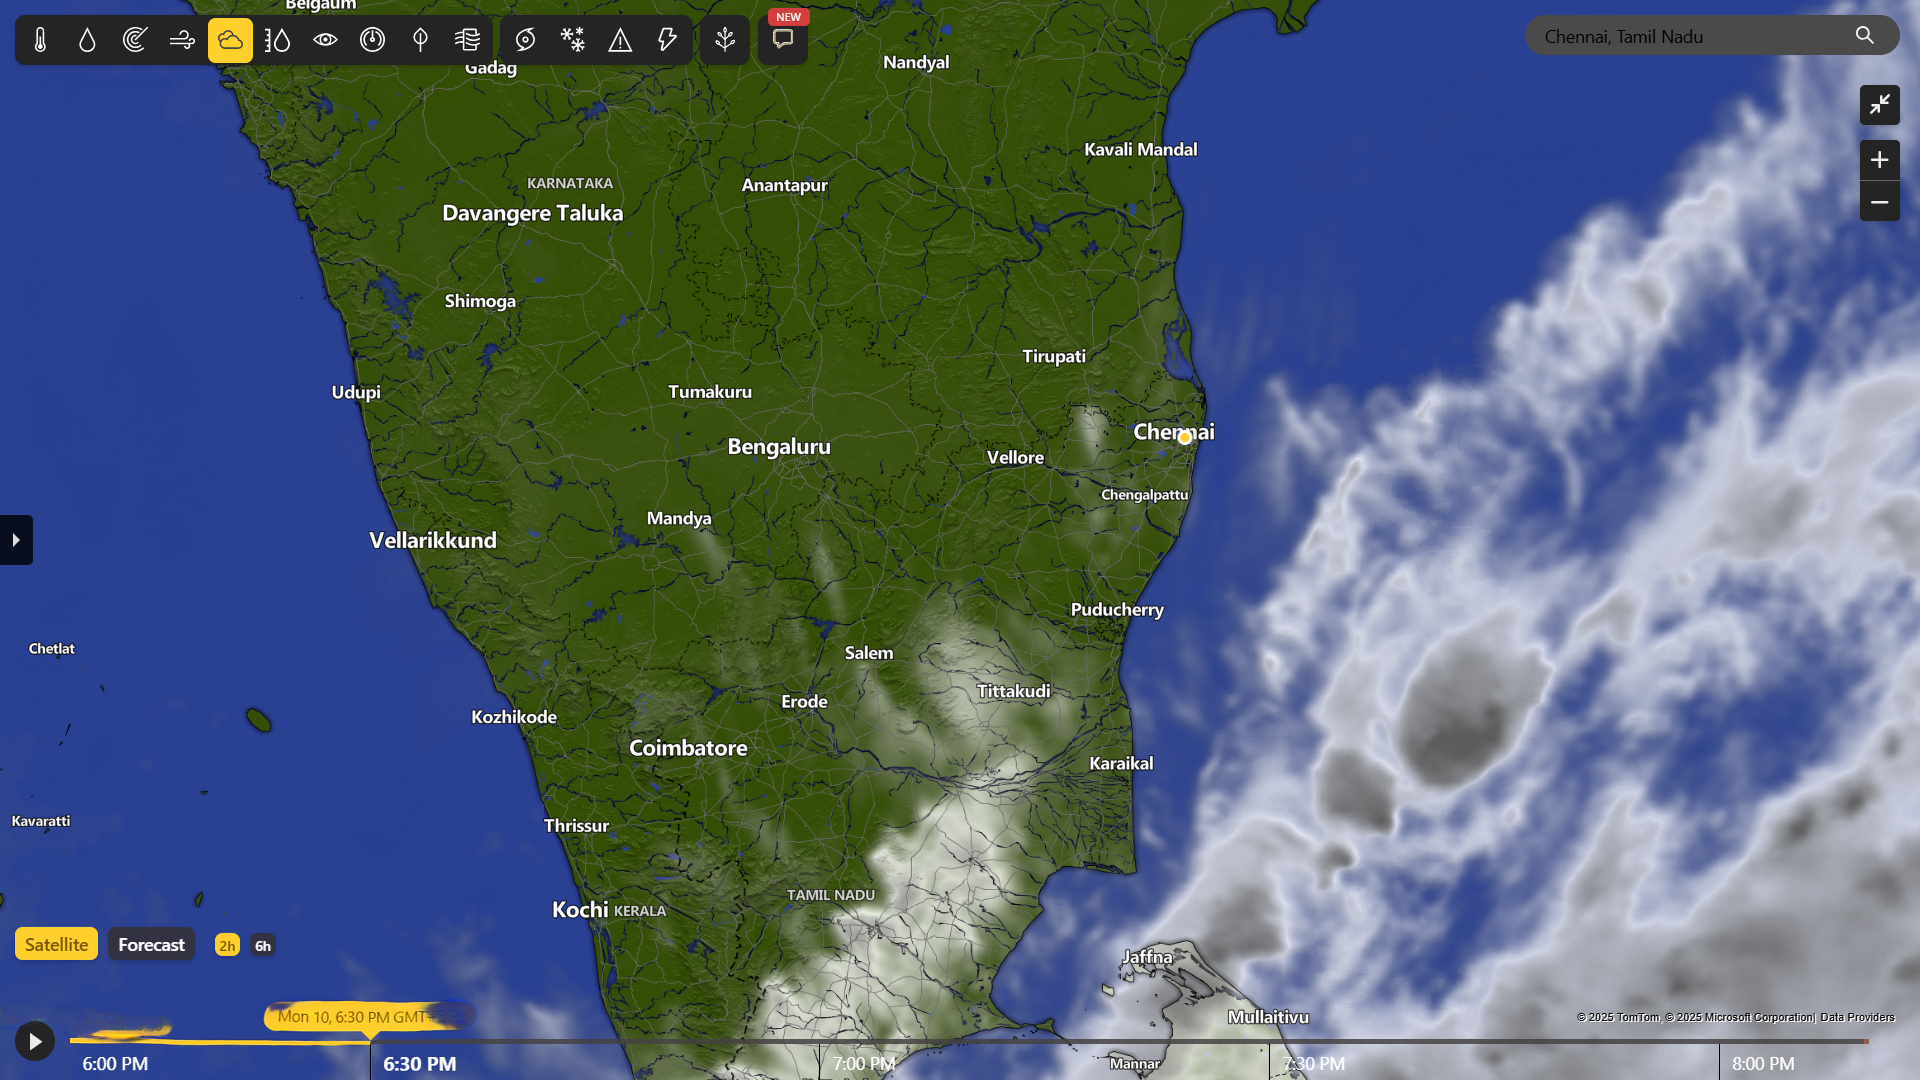 Belgaum
NEW
Chennai, Tamil Nadu
Gadag
Nandyal
Kavali Mandal
KARNATAKA
Anantapur
Davangere Taluka
Shimoga
Tirupati
Udupi
Tumakuru
Chennai
Bengaluru
Vellore
Chengalpattu
Mandya
Vellarikkund
Puducherry
Chetlat
Salem
Tittakudi
Erode
Kozhikode
Coimbatore
Karaikal
Kavaratti
Thrissur
TAMIL NADU
Kochi KERALA
Satellite Forecast 2h 6h
Jaffna
Mullaitivu
Mon 10, 6:30 PM GMT
© 2025 TomTom, © 2025 Microsoft Corporation| Data Providers
Mannar
6:00 PM 6:30 PM 7:00 PM 7:30 PM 8:00 PM